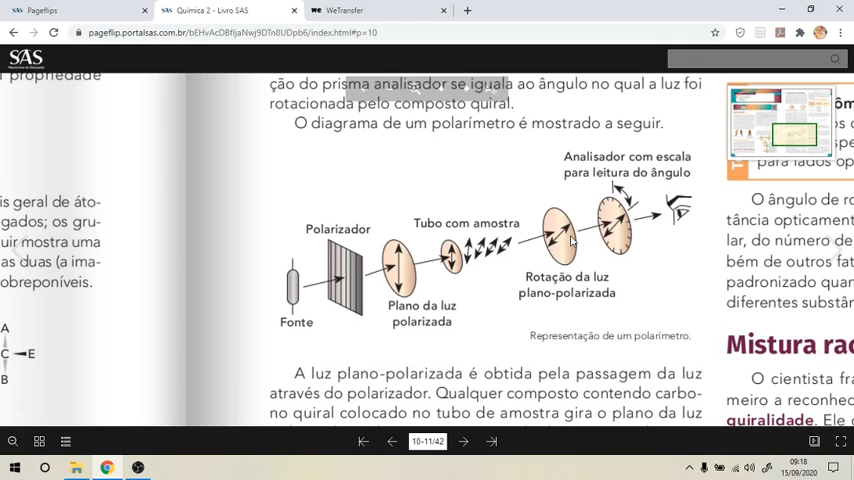 Pageflips
Química 2 - Livro SAS
WeTransfer
pageflip.portalsas.com.br/bEHvAcDBfIjaNwj9DTn8UDpb6/index.html#p=10
SAS
a propriedade
is geral de áto-
gados; os gru-
uir mostra uma
as duas (a ima-
obreponíveis.
A
C
E
B
ção do prisma analisador se iguala ao ângulo no qual a luz foi
rotacionada pelo composto quiral.
O diagrama de um polarímetro é mostrado a seguir.
Analisador com escala
para leitura do ângulo
Tubo com amostra
Polarizador
Rotação da luz
plano-polarizada
Plano da luz
polarizada
Fonte
Representação de um polarímetro.
A luz plano-polarizada é obtida pela passagem da luz
através do polarizador. Qualquer composto contendo carbo-
no quiral colocado no tubo de amostra gira o plano da luz
para lados op
O ângulo de ro
tância opticament
lar, do número de
bém de outros fat
padronizado quan
diferentes substân
Mistura rac
O cientista fra
meiro a reconhec
guiralidade. Ele
10-11/42
09:18
15/09/2020